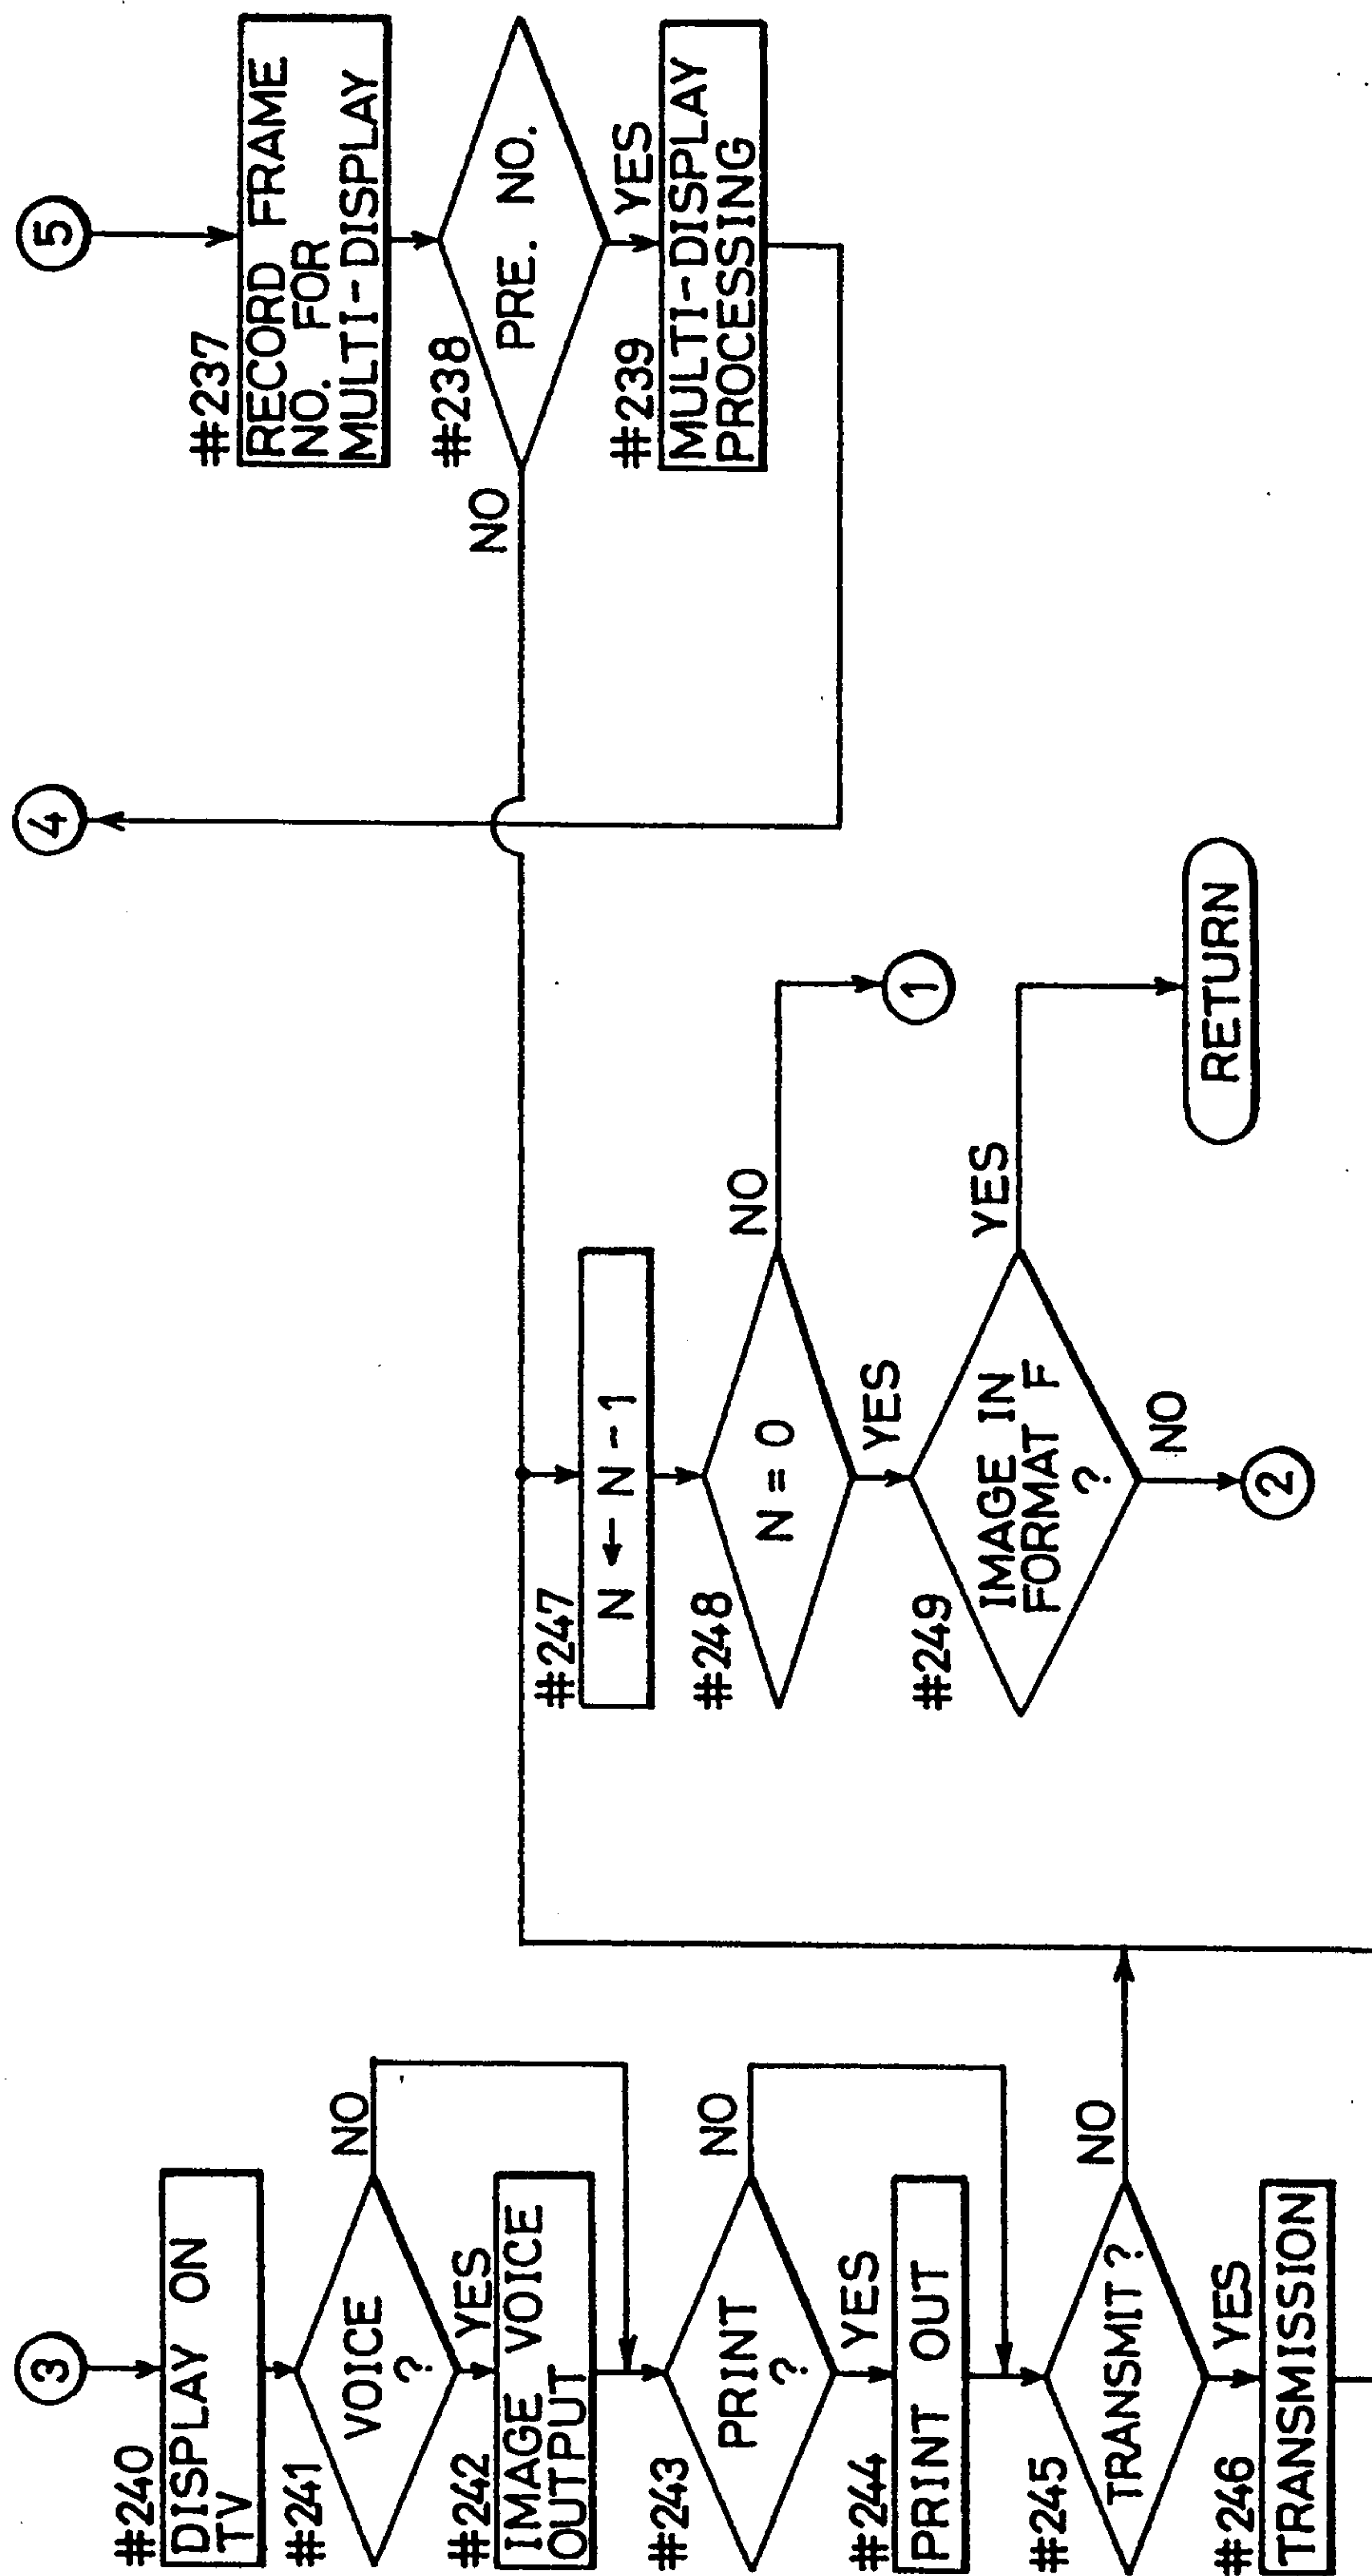 3
#240
DISPLAY ON
TV
#241
VOICE
?
NO
YES
#242
IMAGE VOICE
OUTPUT
#243
PRINT
?
NO
YES
#244
PRINT OUT
#245
TRANSMIT ?
NO
YES
#246
TRANSMISSION
#247
N ← N - 1
#248
N = 0
NO
1
YES
#249
IMAGE IN
FORMAT F
?
YES
RETURN
NO
2
4
5
#237
RECORD FRAME
NO. FOR
MULTI-DISPLAY
#238
PRE. NO.
NO
YES
#239
MULTI-DISPLAY
PROCESSING